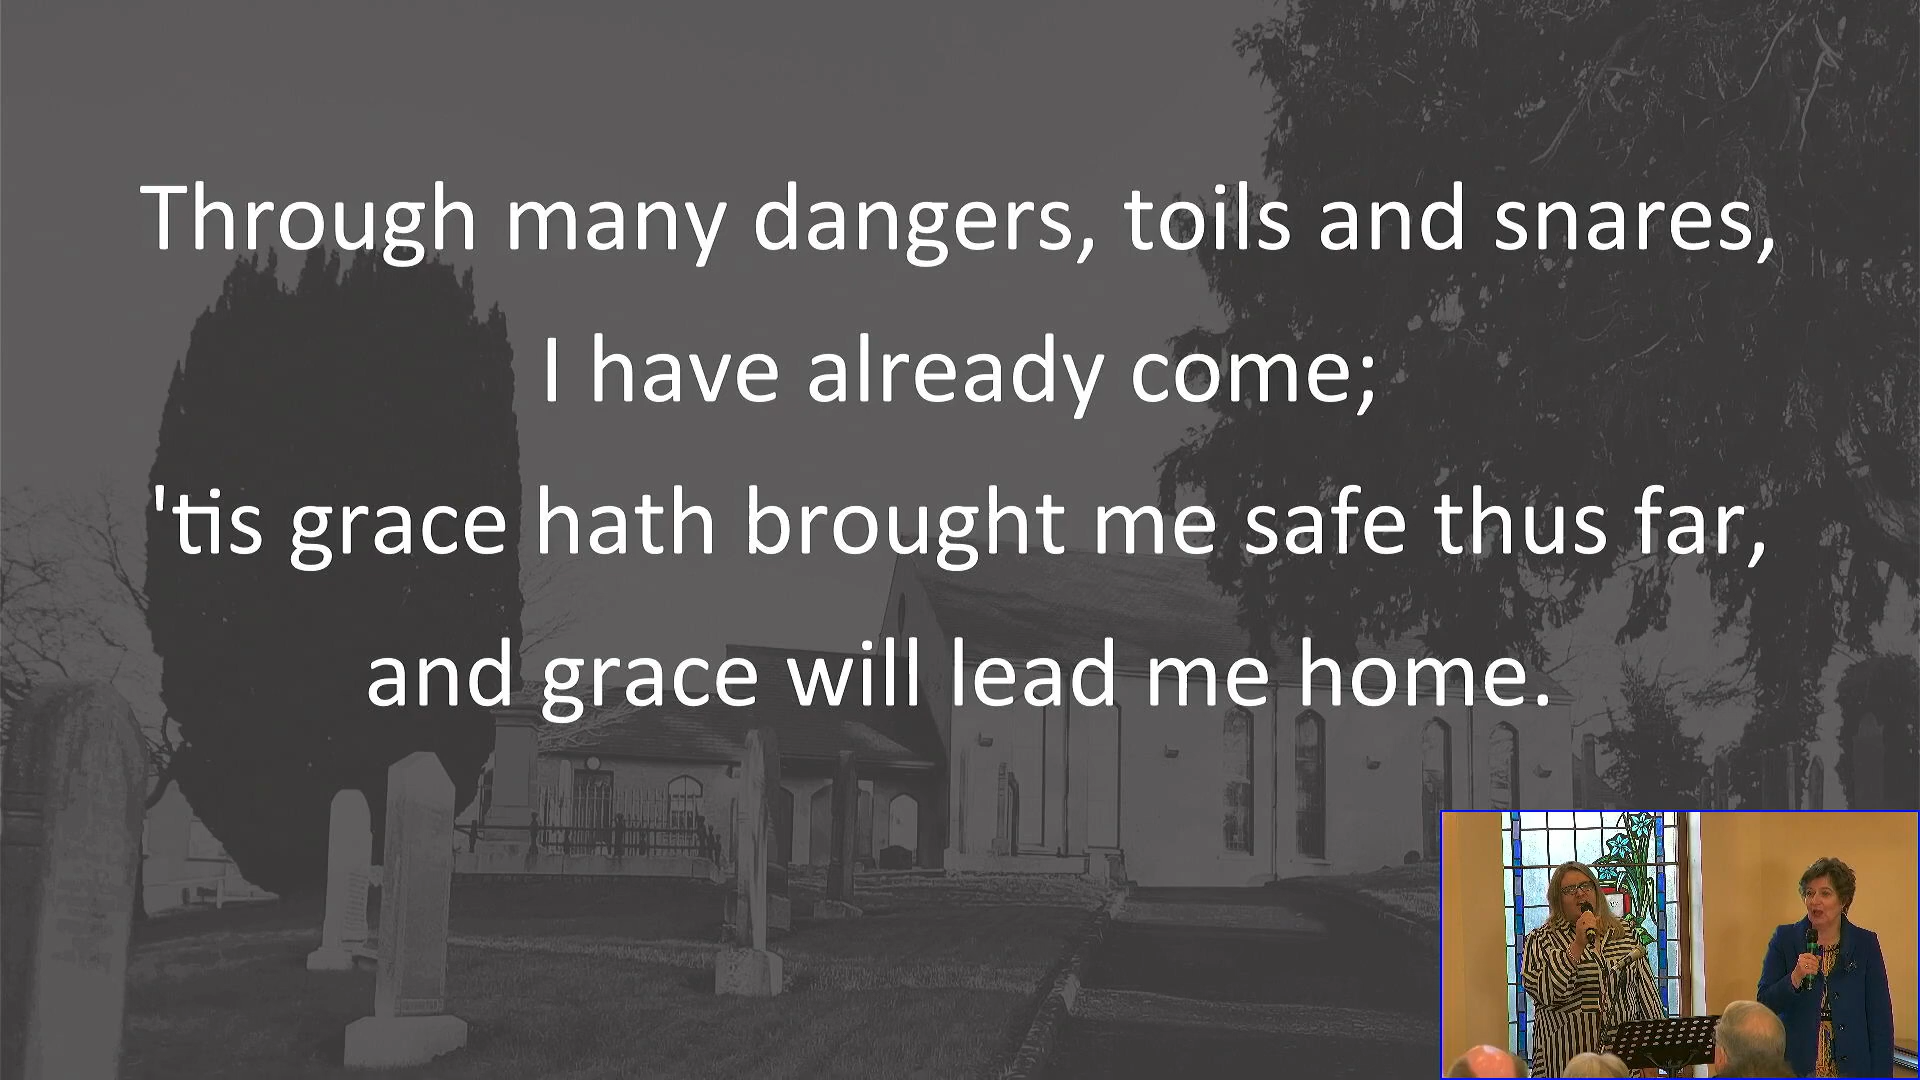 Through many dangers, toils and snares,
I have already come;
'tis grace hath brought me safe thus far,
and grace will lead me home.